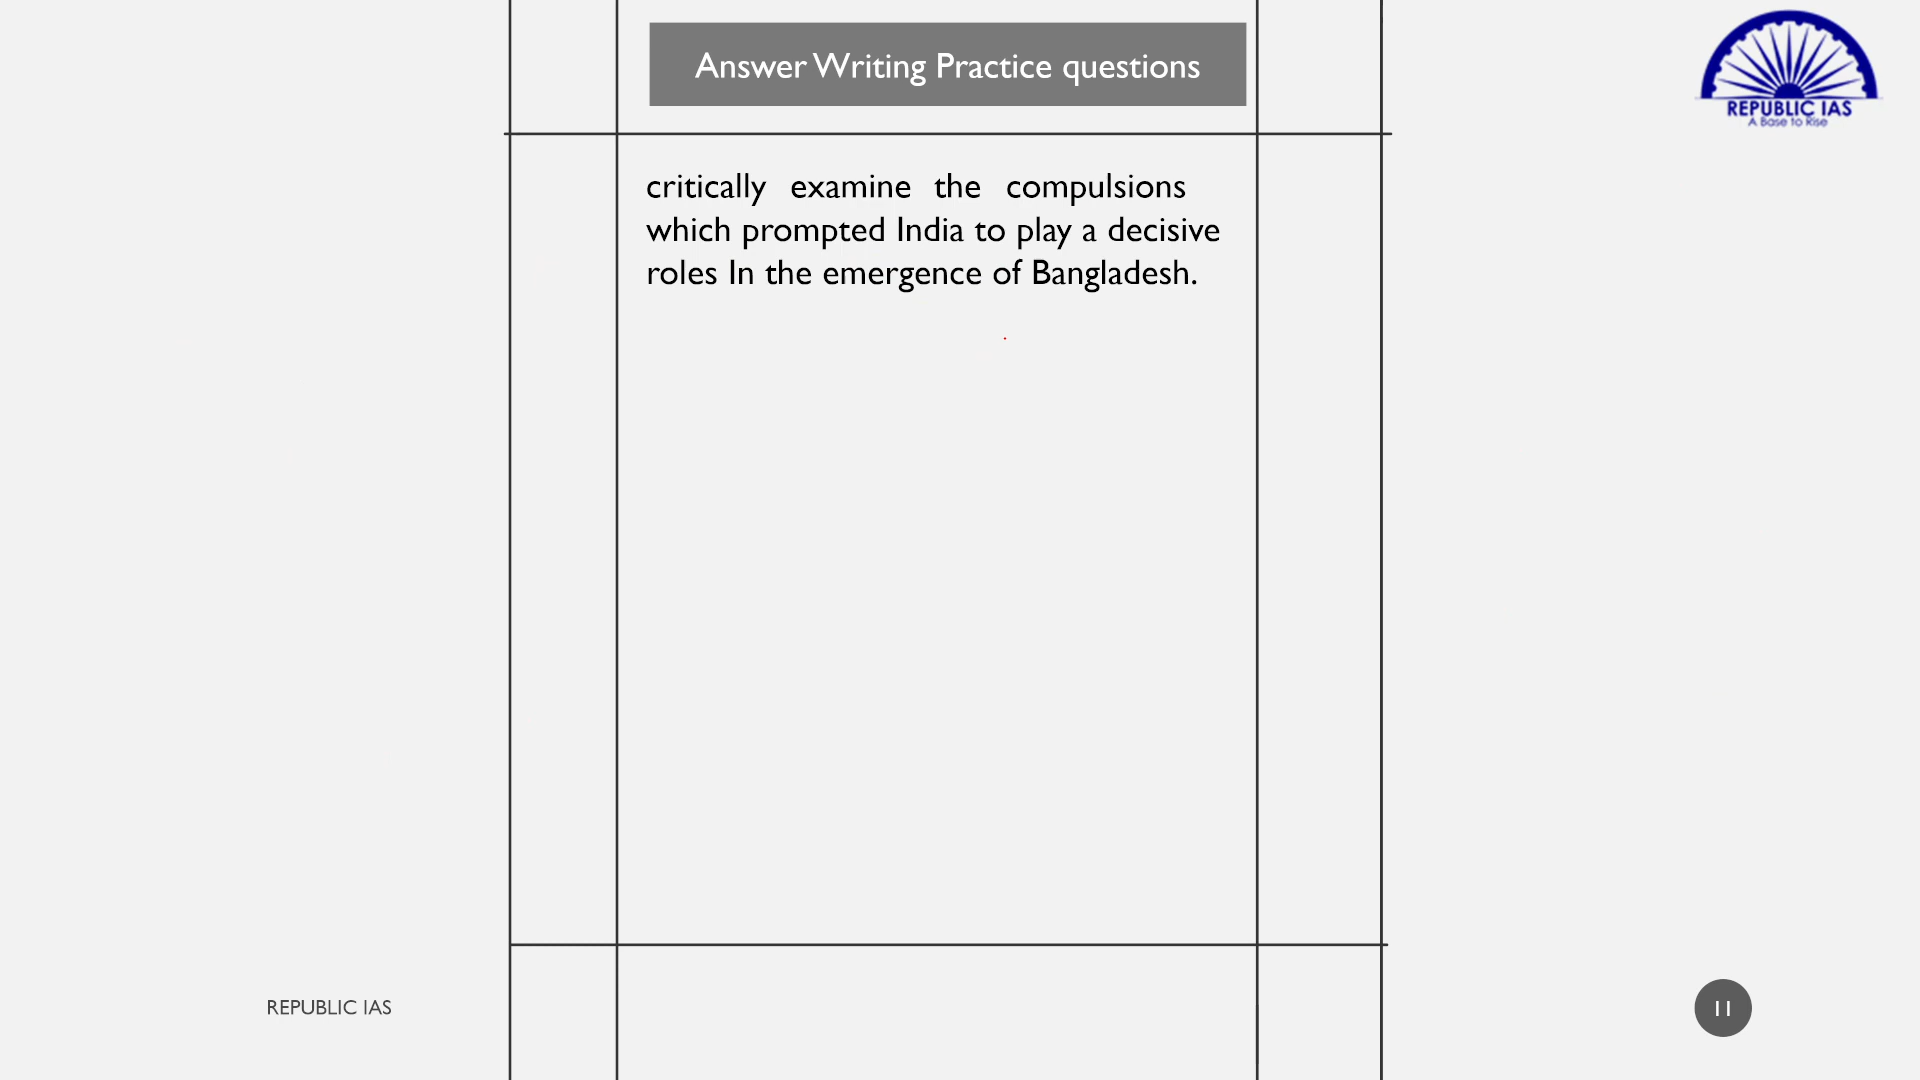 Answer Writing Practice questions
REPUBLIC IAS
A Base to Rise
critically examine the compulsions
which prompted India to play a decisive
roles In the emergence of Bangladesh.
REPUBLIC IAS
11